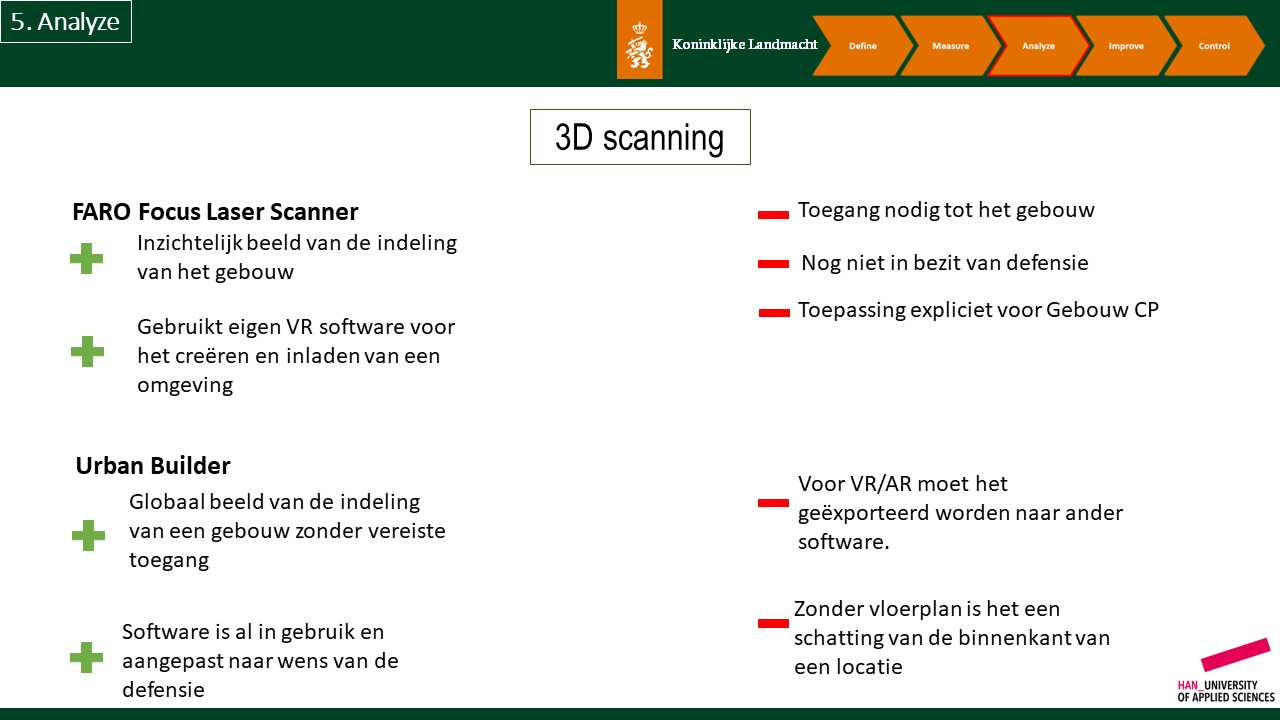 5. Analyze
Koninklijke Landmacht
Define
Measure
Analyze
Improve
Control
3D scanning
FARO Focus Laser Scanner
Inzichtelijk beeld van de indeling
van het gebouw
Gebruikt eigen VR software voor
het creëren en inladen van een
omgeving
Toegang nodig tot het gebouw
Nog niet in bezit van defensie
Toepassing expliciet voor Gebouw CP
Urban Builder
Globaal beeld van de indeling
van een gebouw zonder vereiste
toegang
Software is al in gebruik en
aangepast naar wens van de
defensie
Voor VR/AR moet het
geëxporteerd worden naar ander
software.
Zonder vloerplan is het een
schatting van de binnenkant van
een locatie
HAN_UNIVERSITY
OF APPLIED SCIENCES